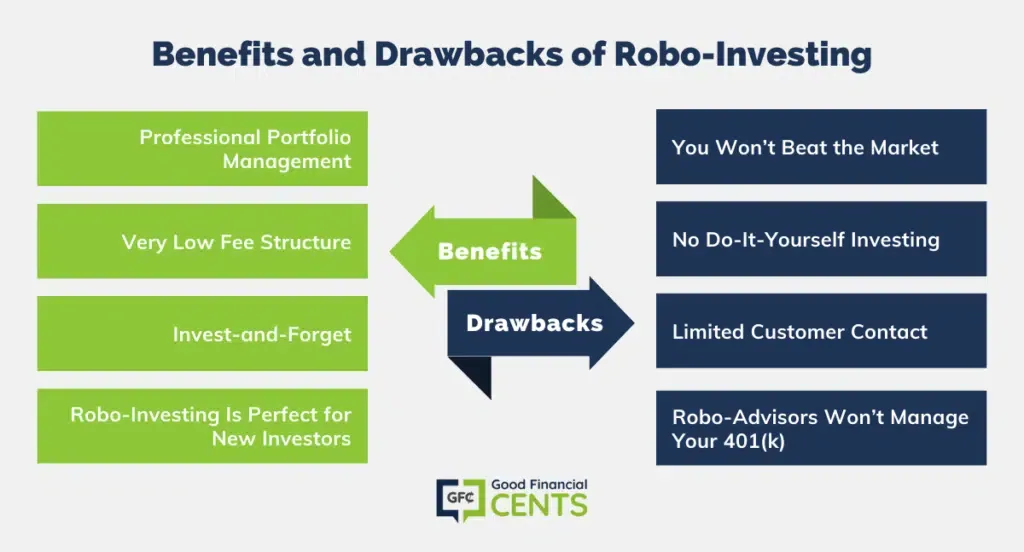 Benefits and Drawbacks of Robo-Investing
Professional Portfolio
Management
Very Low Fee Structure
Invest-and-Forget
Robo-Investing Is Perfect for
New Investors
Benefits
Drawbacks
You Won’t Beat the Market
No Do-It-Yourself Investing
Limited Customer Contact
Robo-Advisors Won’t Manage
Your 401(k)
GF¢
Good Financial
CENTS